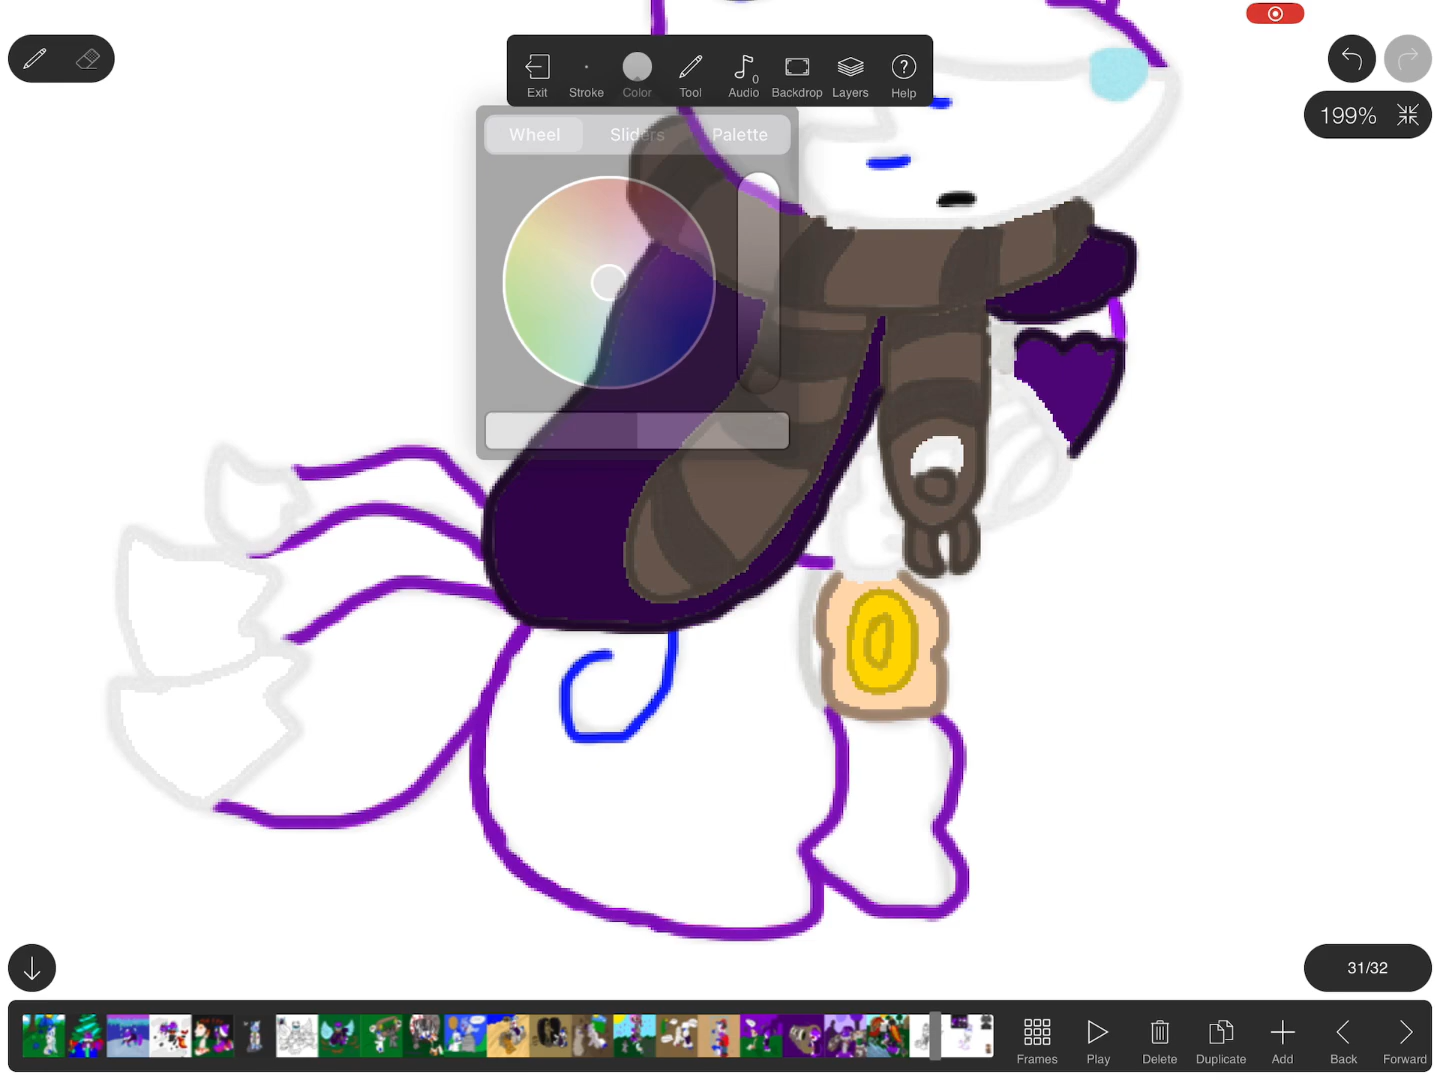 Exit Stroke Color Tool Audio 0 Backdrop Layers Help
Wheel Sliders Palette
199%
31/32
Frames Play Delete Duplicate Add Back Forward